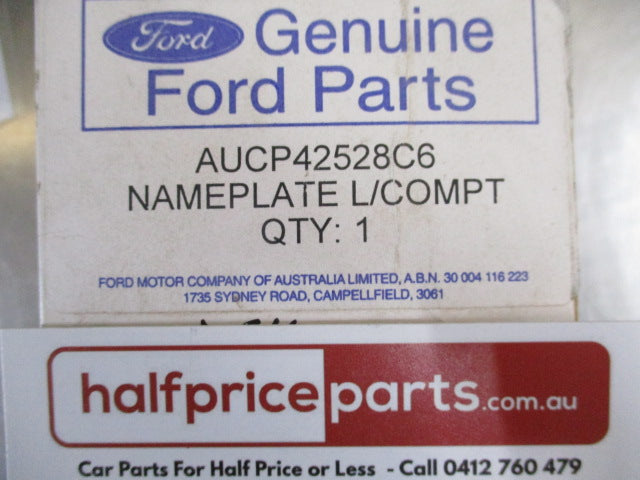 Ford Genuine
Ford Parts
AUCP42528C6
NAMEPLATE L/COMPT
QTY: 1
FORD MOTOR COMPANY OF AUSTRALIA LIMITED, A.B.N. 30 004 116 223
1735 SYDNEY ROAD, CAMPELLFIELD, 3061
halfpriceparts.com.au
Car Parts For Half Price or Less - Call 0412 760 479